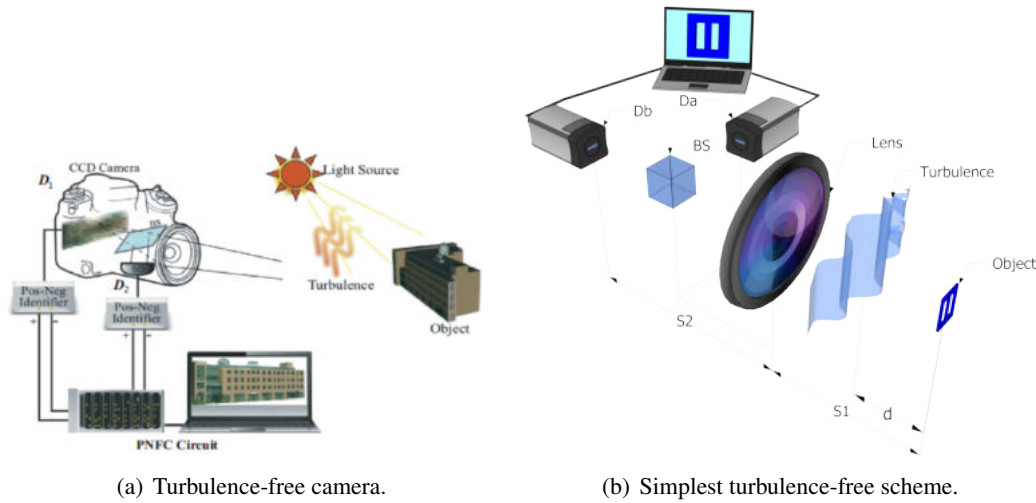 CCD Camera
D1
BS
Light Source
Turbulence
Object
D2
Pos-Neg
Identifier
Pos-Neg
Identifier
+ -
+ -
PNFC Circuit
(a) Turbulence-free camera.
Db
Da
BS
Lens
Turbulence
Object
S2
S1
d
(b) Simplest turbulence-free scheme.